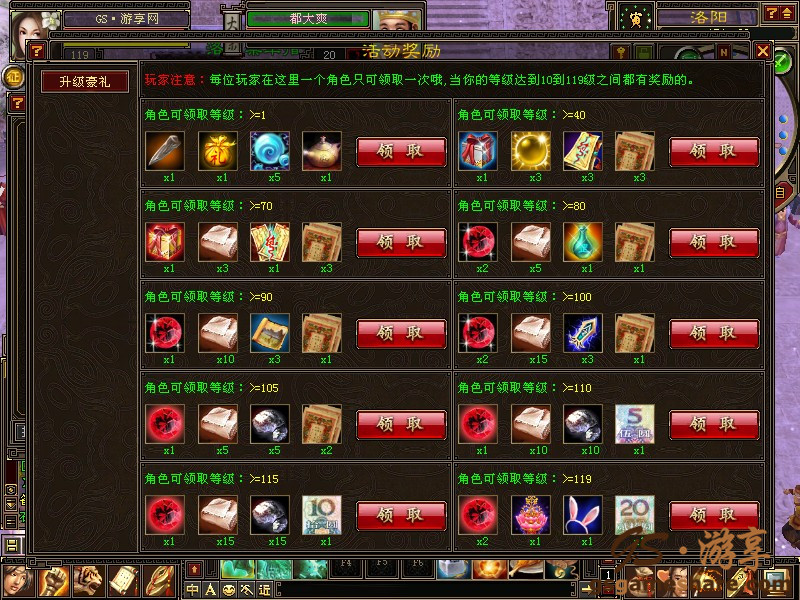 GS·游享网
都大爽
洛阳
119
20
活动奖励
升级豪礼
玩家注意：每位玩家在这里一个角色只可领取一次哦,当你的等级达到10到119级之间都有奖励的。
角色可领取等级：>=1
x1 x1 x5 x1 领取
角色可领取等级：>=40
x1 x3 x3 x3 领取
角色可领取等级：>=70
x1 x3 x1 x3 领取
角色可领取等级：>=80
x2 x5 x1 x1 领取
角色可领取等级：>=90
x1 x10 x3 x1 领取
角色可领取等级：>=100
x2 x15 x3 x1 领取
角色可领取等级：>=105
x1 x5 x5 x2 领取
角色可领取等级：>=110
5
x1 x10 x10 x1 领取
角色可领取等级：>=115
10
x1 x15 x15 x1 领取
角色可领取等级：>=119
20
x2 x1 x1 x1 领取
F4 F5 F6
1
中 A 近
GS·游享